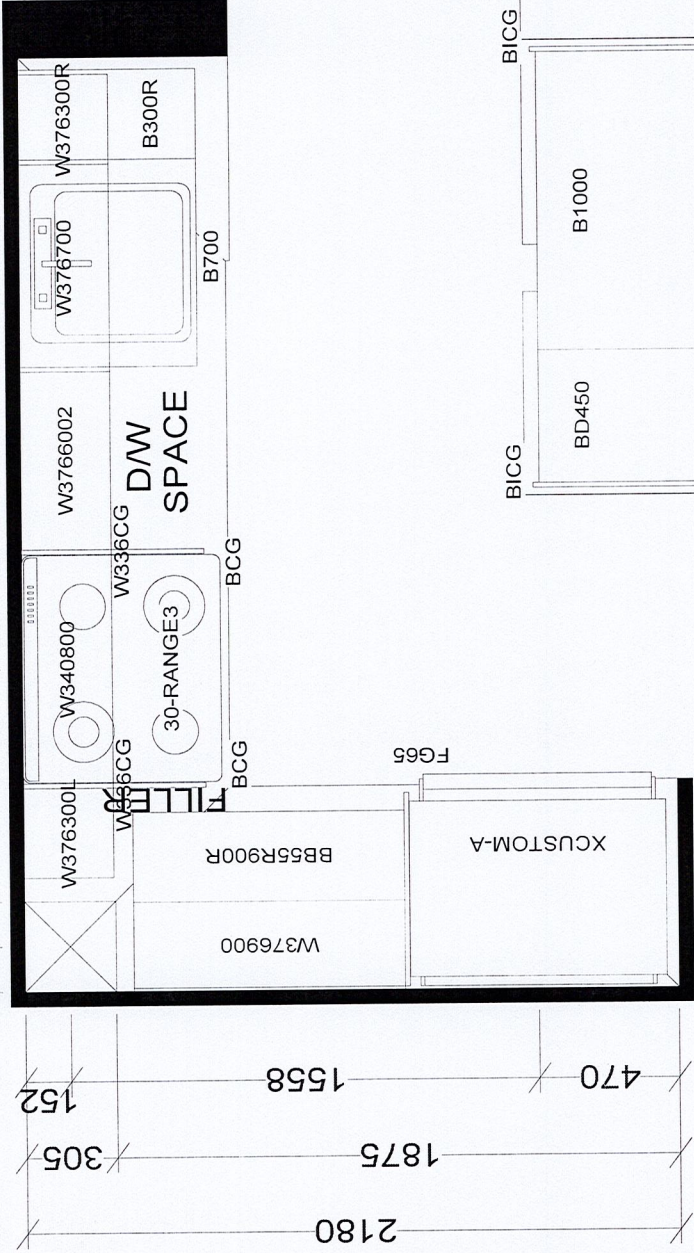 BICG
W376300R
B300R
B1000
W376700
B700
W3766002
D/W
SPACE
BD450
BICG
W336CG
BCG
W340800
30-RANGE3
W336CG
BCG
FG65
W376300L
FILLER
BB55R900R
XCUSTOM-A
W376900
152
1558
470
305
1875
2180